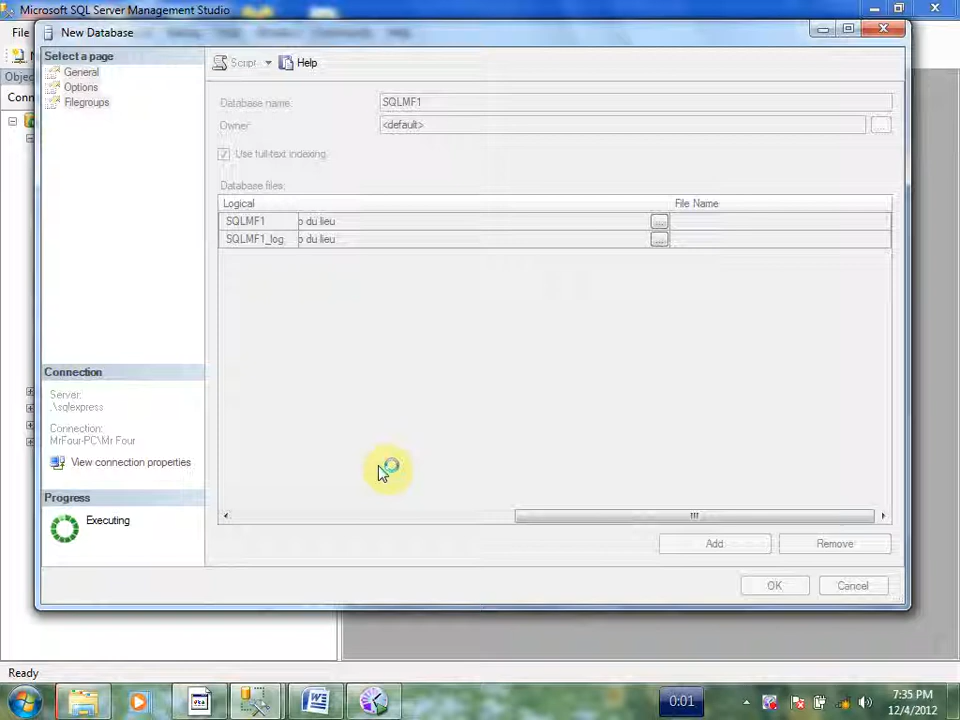 Microsoft SQL Server Management Studio
File
New Database
Select a page
General
Options
Filegroups
Script
Help
Database name:
SQLMF1
Owner:
<default>
...
Use full-text indexing
Database files:
Logical
File Name
SQLMF1
du lieu
...
SQLMF1_log
du lieu
...
Connection
Server:
.\sqlexpress
Connection:
MrFour-PC\Mr Four
View connection properties
Progress
Executing
Add
Remove
OK
Cancel
Ready
0:01
7:35 PM
12/4/2012